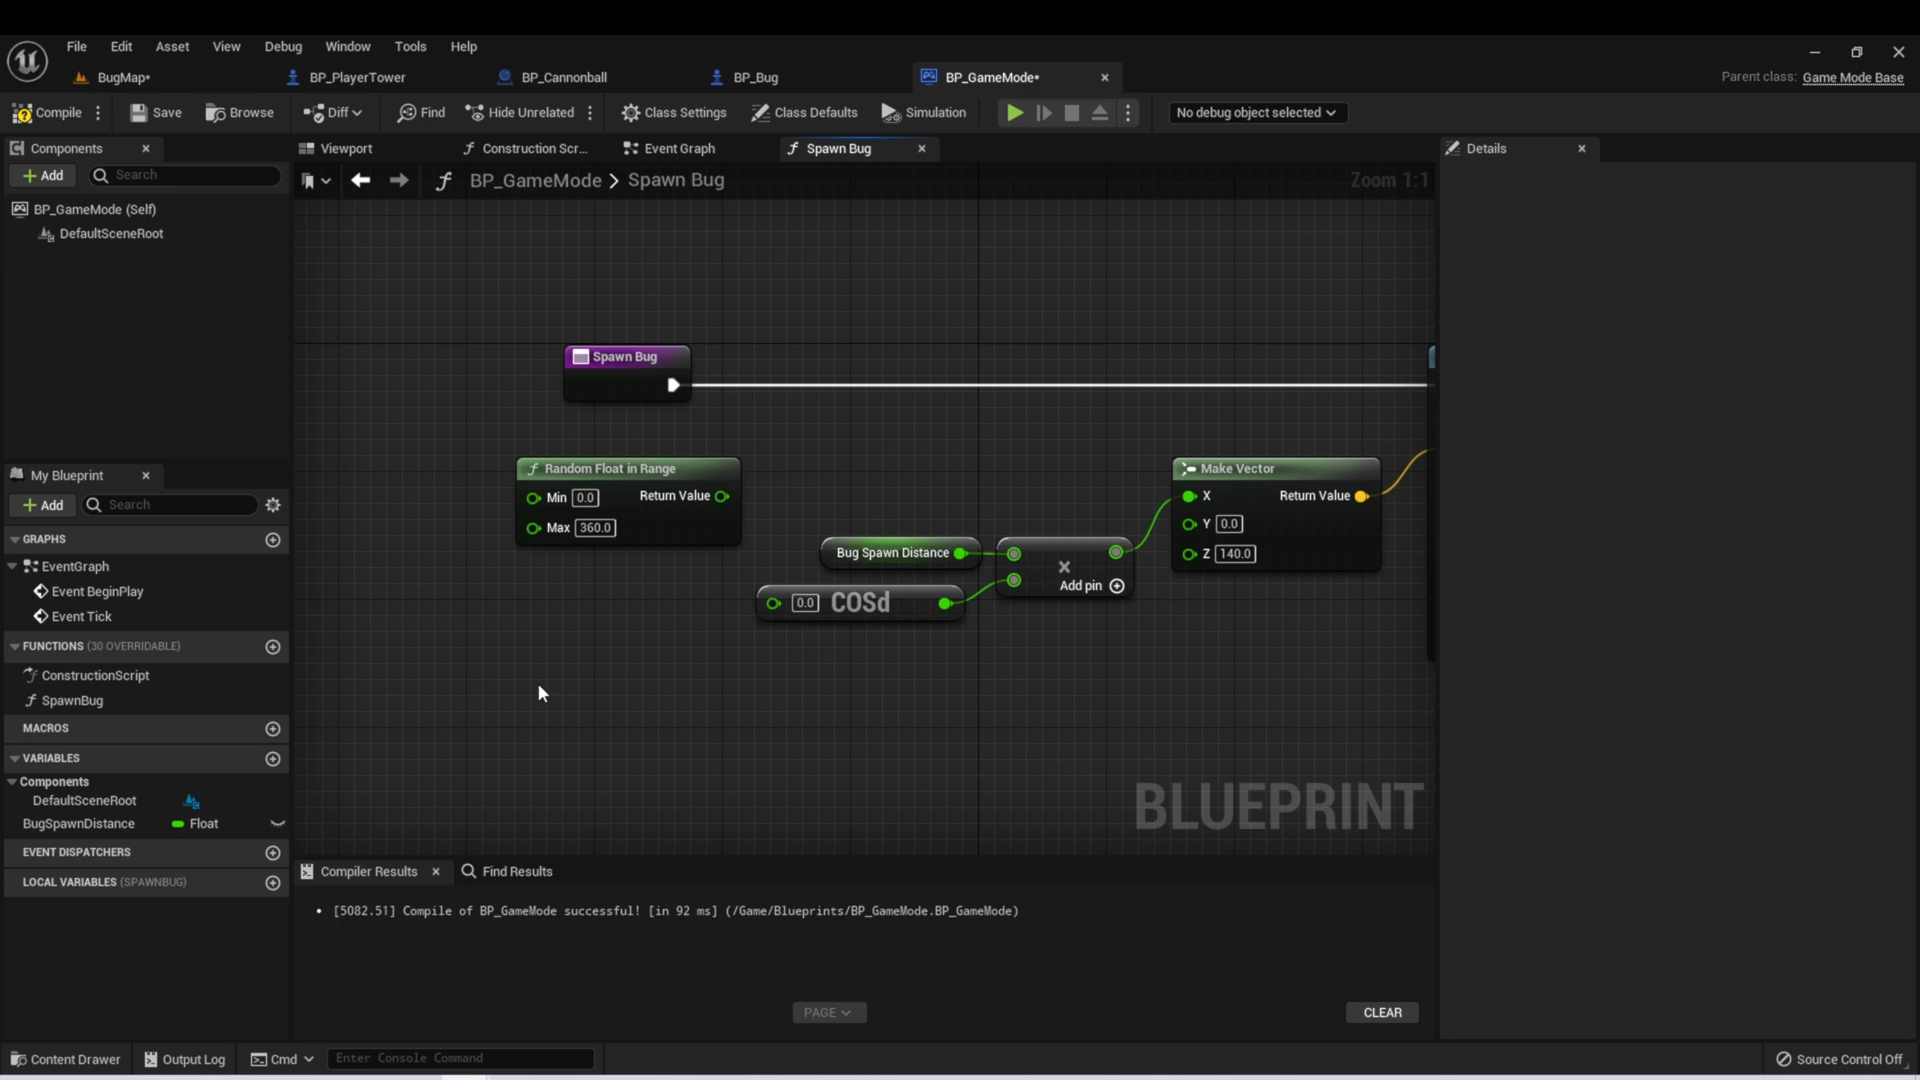 File Edit Asset View Debug Window Tools Help
BugMap* BP_PlayerTower BP_Cannonball BP_Bug BP_GameMode* Parent class: Game Mode Base
Compile Save Browse Diff Find Hide Unrelated Class Settings Class Defaults Simulation No debug object selected
Components
Add Search
BP_GameMode (Self)
DefaultSceneRoot
My Blueprint
Add Search
GRAPHS
EventGraph
Event BeginPlay
Event Tick
FUNCTIONS (30 OVERRIDABLE)
ConstructionScript
SpawnBug
MACROS
VARIABLES
Components
DefaultSceneRoot
BugSpawnDistance Float
EVENT DISPATCHERS
LOCAL VARIABLES (SPAWNBUG)
Viewport Construction Scr... Event Graph Spawn Bug
BP_GameMode > Spawn Bug Zoom 1:1
Spawn Bug
Random Float in Range
Min 0.0 Return Value
Max 360.0
Bug Spawn Distance
0.0 COSd
Add pin
Make Vector
X Return Value
Y 0.0
Z 140.0
BLUEPRINT
Compiler Results Find Results
[5082.51] Compile of BP_GameMode successful! [in 92 ms] (/Game/Blueprints/BP_GameMode.BP_GameMode)
PAGE CLEAR
Details
Content Drawer Output Log Cmd Enter Console Command Source Control Off